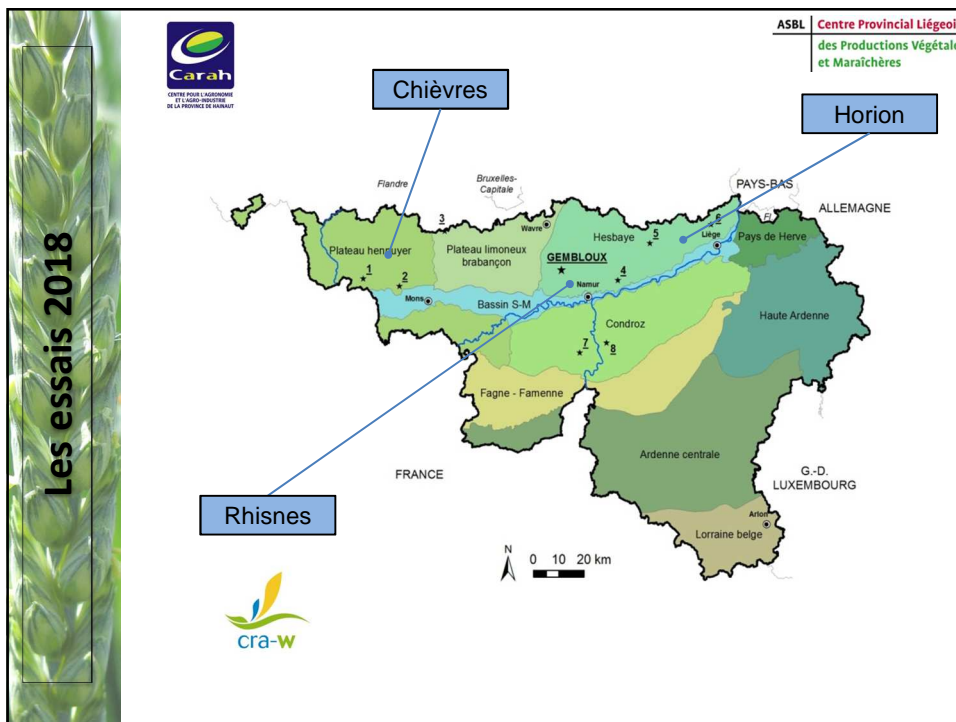 Les essais 2018
Carah
CENTRE POUR L'AGRONOMIE
ET L'AGRO-INDUSTRIE
DE LA PROVINCE DE HAINAUT
ASBL Centre Provincial Liégeoi
des Productions Végétale
et Maraîchères
Chièvres
Horion
Flandre
Bruxelles-
Capitale
PAYS-BAS
ALLEMAGNE
3
Wavre
6
Fl.
5
Hesbaye
Liège
Pays de Herve
Plateau hennuyer
Plateau limoneux
brabançon
GEMBLOUX
1
2
4
Namur
Mons
Bassin S-M
Condroz
Haute Ardenne
7
8
Fagne - Famenne
Ardenne centrale
FRANCE
G.-D.
LUXEMBOURG
Rhisnes
Arlon
Lorraine belge
N
0 10 20 km
cra-w